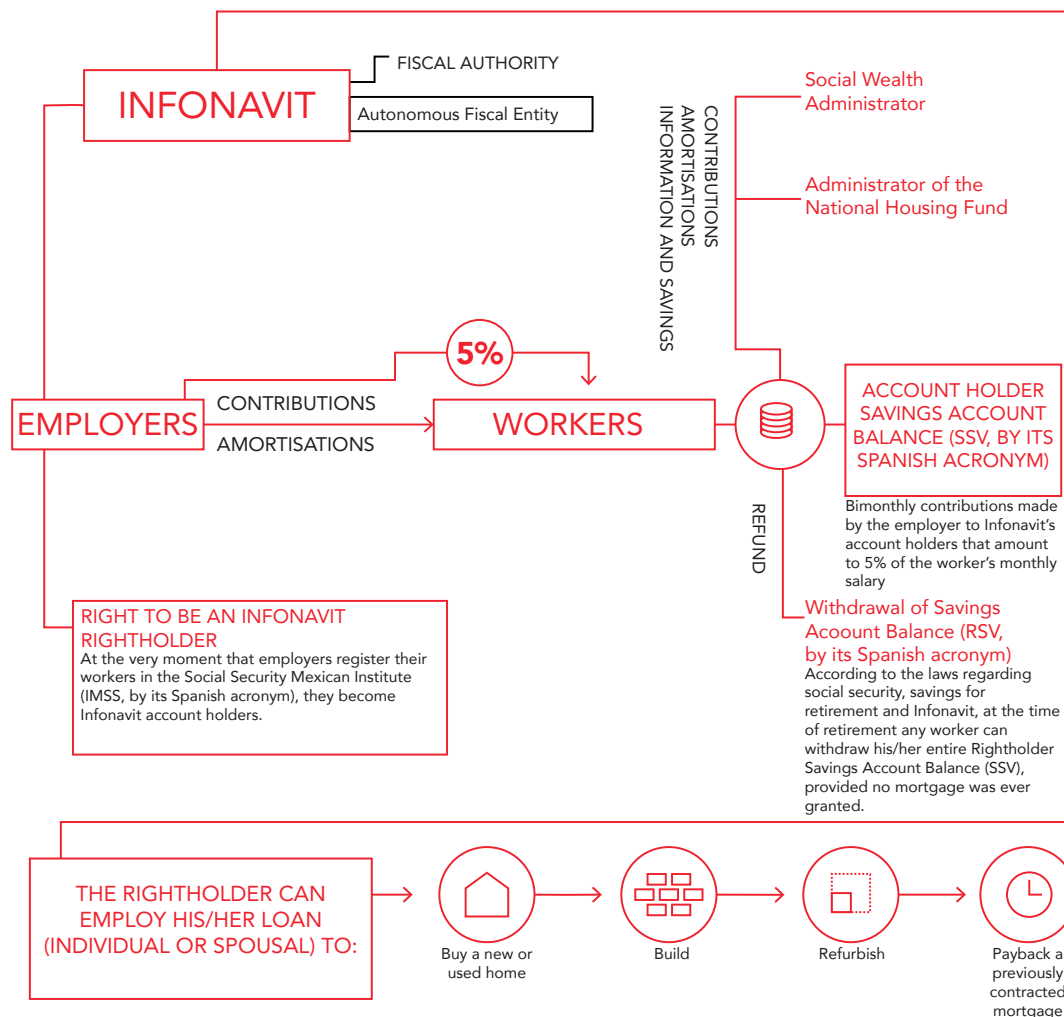 FISCAL AUTHORITY
INFONAVIT
Autonomous Fiscal Entity
CONTRIBUTIONS
AMORTISATIONS
INFORMATION AND SAVINGS
Social Wealth
Administrator
Administrator of the
National Housing Fund
5%
EMPLOYERS
CONTRIBUTIONS
AMORTISATIONS
WORKERS
ACCOUNT HOLDER
SAVINGS ACCOUNT
BALANCE (SSV, BY ITS
SPANISH ACRONYM)
Bimonthly contributions made
by the employer to Infonavit’s
account holders that amount
to 5% of the worker’s monthly
salary
REFUND
RIGHT TO BE AN INFONAVIT
RIGHTHOLDER
At the very moment that employers register their
workers in the Social Security Mexican Institute
(IMSS, by its Spanish acronym), they become
Infonavit account holders.
Withdrawal of Savings
Acoount Balance (RSV,
by its Spanish acronym)
According to the laws regarding
social security, savings for
retirement and Infonavit, at the time
of retirement any worker can
withdraw his/her entire Rightholder
Savings Account Balance (SSV),
provided no mortgage was ever
granted.
THE RIGHTHOLDER CAN
EMPLOY HIS/HER LOAN
(INDIVIDUAL OR SPOUSAL) TO:
Buy a new or
used home
Build
Refurbish
Payback a
previously
contracted
mortgage